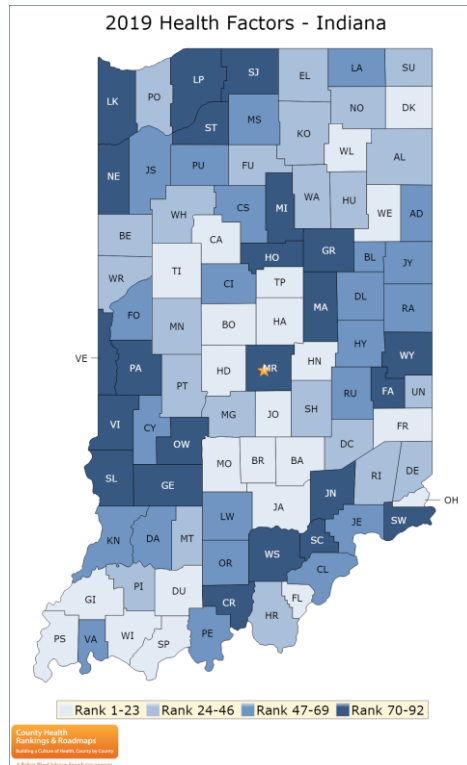 2019 Health Factors - Indiana
LK
PO
LP
SJ
EL
LA
SU
ST
MS
NO
DK
KO
WL
NE
JS
PU
FU
AL
MI
WA
HU
WH
CS
WE
AD
BE
CA
HO
GR
TI
BL
JY
WR
CI
TP
FO
MA
DL
RA
MN
BO
HA
HY
VE
PA
HD
MR
HN
WY
PT
RU
FA
UN
MG
JO
SH
VI
CY
OW
FR
DC
MO
BR
BA
RI
DE
SL
GE
JN
OH
JA
LW
SW
JE
KN
DA
MT
WS
SC
OR
CL
PI
DU
GI
CR
FL
HR
PS
VA
WI
SP
PE
Rank 1-23 Rank 24-46 Rank 47-69 Rank 70-92
County Health
Rankings & Roadmaps
Building a Culture of Health, County by County